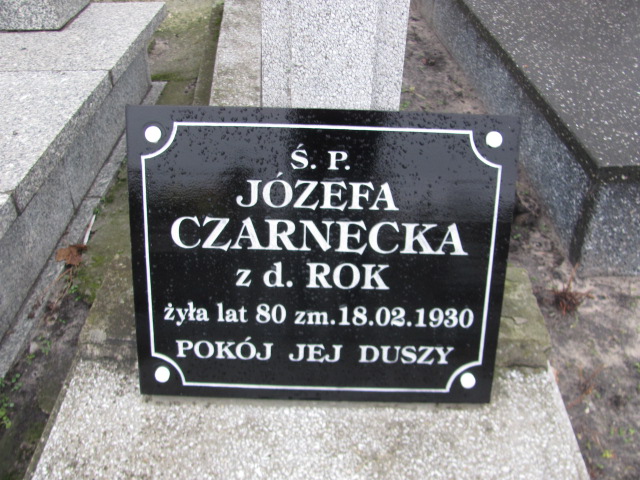 Ś. P.
JÓZEFA
CZARNECKA
z d. ROK
żyła lat 80 zm.18.02.1930
POKÓJ JEJ DUSZY